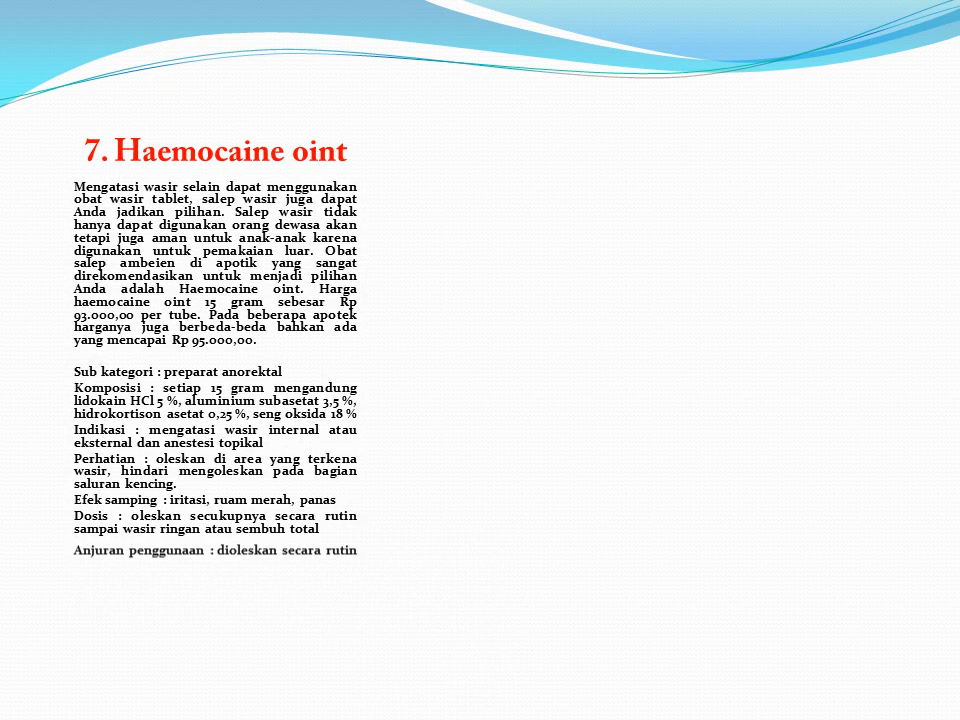 7. Haemocaine oint
Mengatasi wasir selain dapat menggunakan
obat wasir tablet, salep wasir juga dapat
Anda jadikan pilihan. Salep wasir tidak
hanya dapat digunakan orang dewasa akan
tetapi juga aman untuk anak-anak karena
digunakan untuk pemakaian luar. Obat
salep ambeien di apotik yang sangat
direkomendasikan untuk menjadi pilihan
Anda adalah Haemocaine oint. Harga
haemocaine oint 15 gram sebesar Rp
93.000,00 per tube. Pada beberapa apotek
harganya juga berbeda-beda bahkan ada
yang mencapai Rp 95.000,00.
Sub kategori : preparat anorektal
Komposisi : setiap 15 gram mengandung
lidokain HCl 5 %, aluminium subasetat 3,5 %,
hidrokortison asetat 0,25 %, seng oksida 18 %
Indikasi : mengatasi wasir internal atau
eksternal dan anestesi topikal
Perhatian : oleskan di area yang terkena
wasir, hindari mengoleskan pada bagian
saluran kencing.
Efek samping : iritasi, ruam merah, panas
Dosis : oleskan secukupnya secara rutin
sampai wasir ringan atau sembuh total
Anjuran penggunaan : dioleskan secara rutin